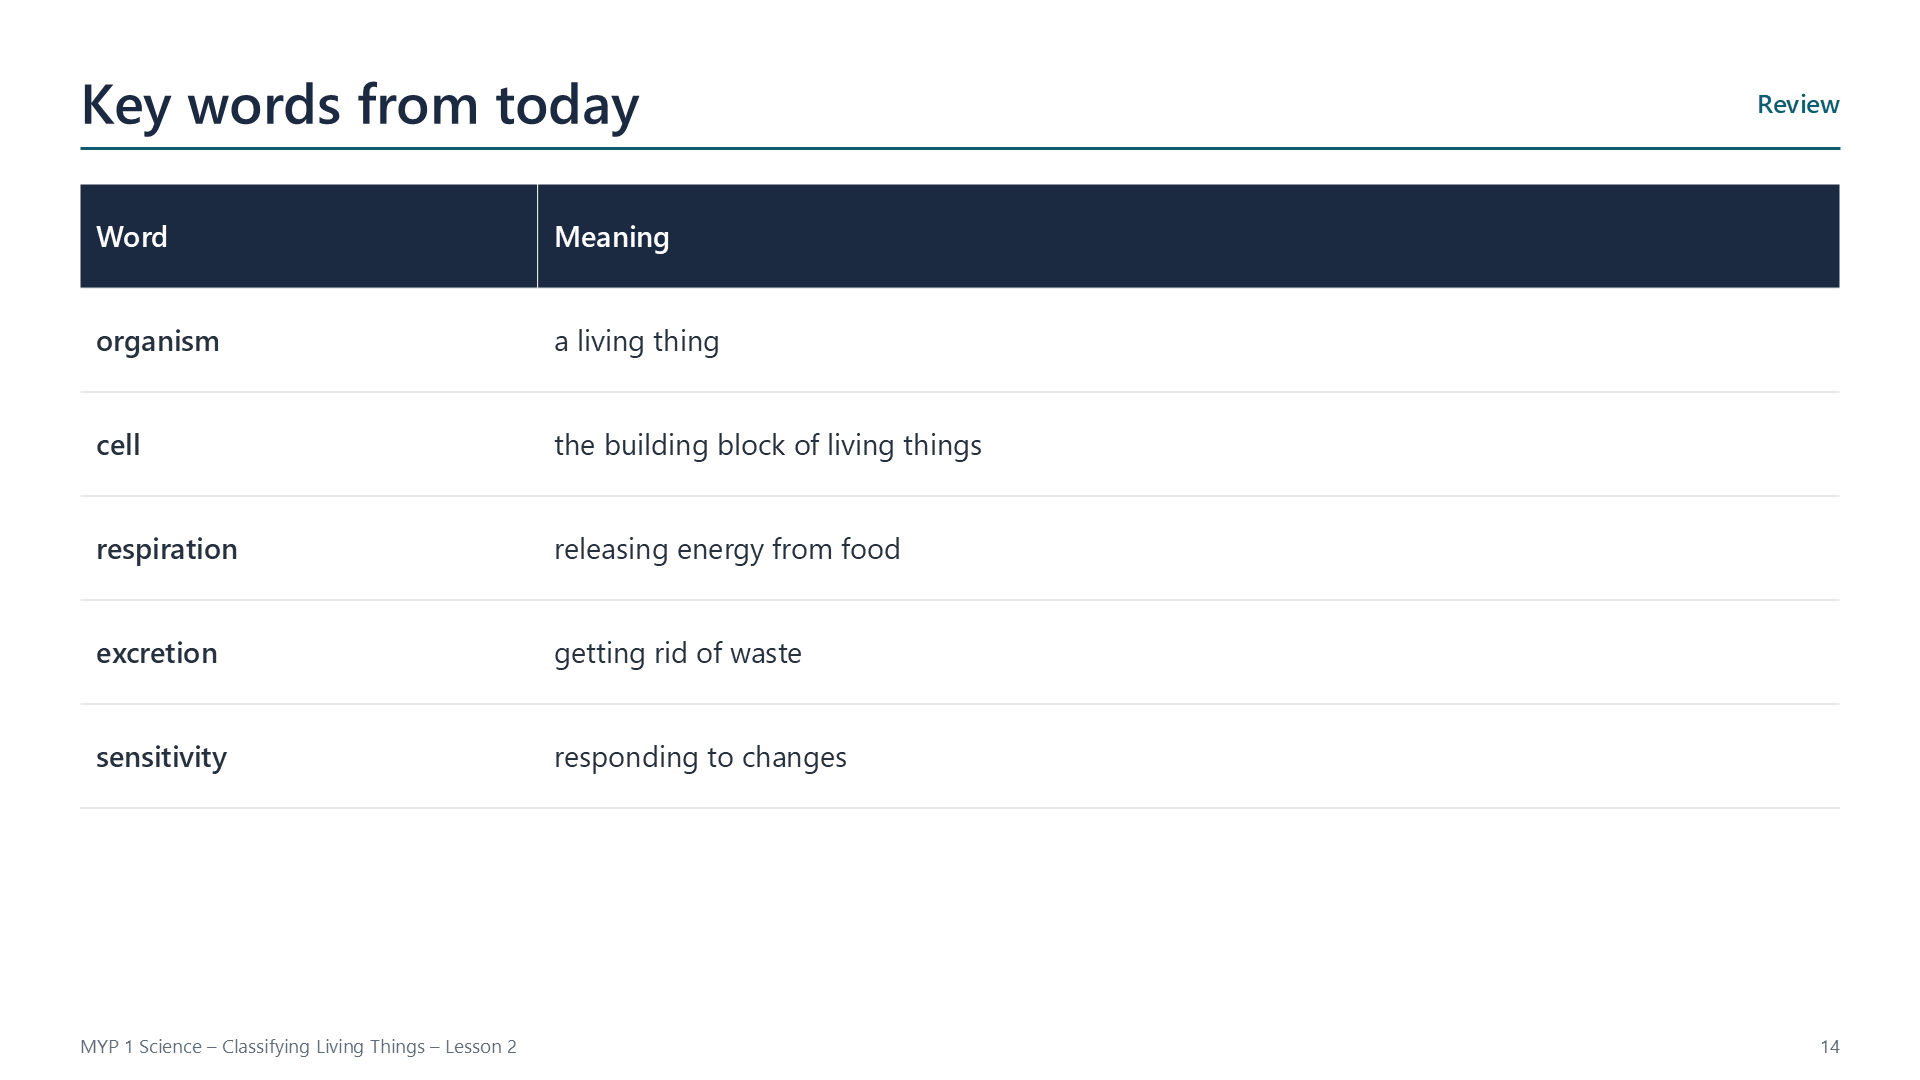 Key words from today
Review
Word Meaning
organism a living thing
cell the building block of living things
respiration releasing energy from food
excretion getting rid of waste
sensitivity responding to changes
MYP 1 Science – Classifying Living Things – Lesson 2
14